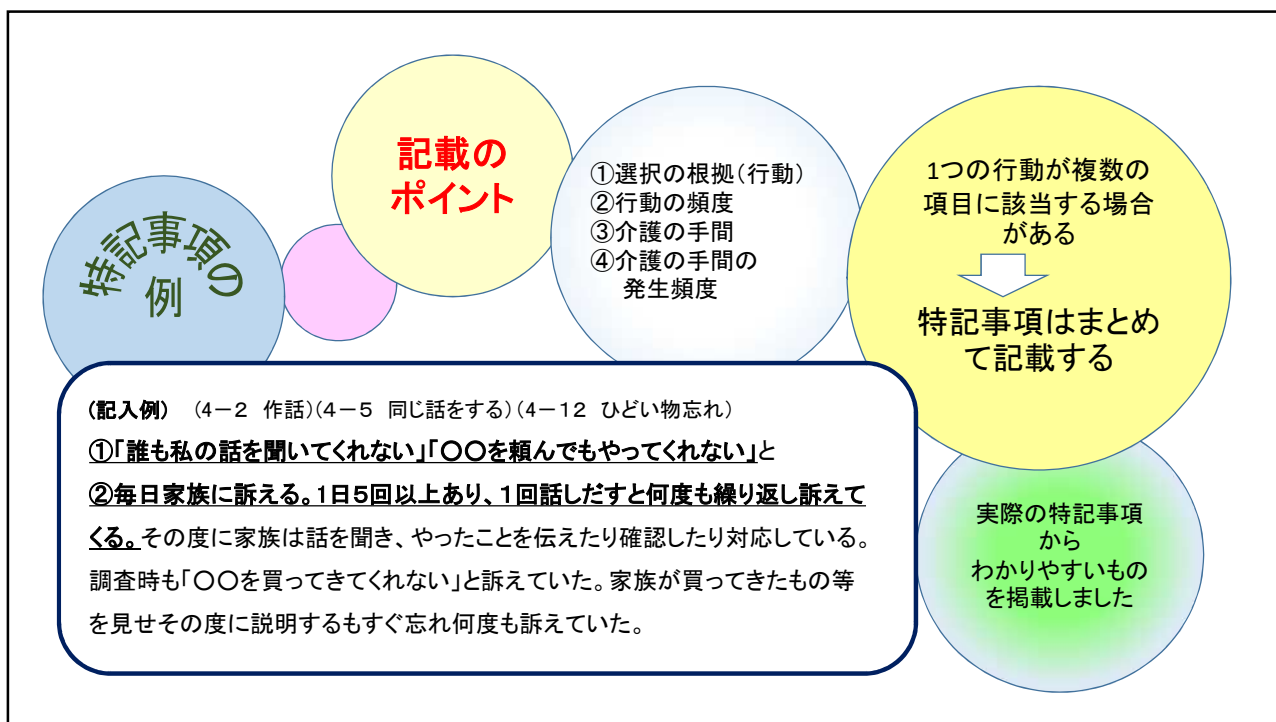 特記事項の
例
記載の
ポイント
①選択の根拠(行動)
②行動の頻度
③介護の手間
④介護の手間の
発生頻度
1つの行動が複数の
項目に該当する場合
がある
特記事項はまとめ
て記載する
(記入例) (4-2 作話)(4-5 同じ話をする)(4-12 ひどい物忘れ)
①「誰も私の話を聞いてくれない」「〇〇を頼んでもやってくれない」と
②毎日家族に訴える。1日5回以上あり、1回話しだすと何度も繰り返し訴えて
くる。その度に家族は話を聞き、やったことを伝えたり確認したり対応している。
調査時も「〇〇を買ってきてくれない」と訴えていた。家族が買ってきたもの等
を見せその度に説明するもすぐ忘れ何度も訴えていた。
実際の特記事項
から
わかりやすいもの
を掲載しました